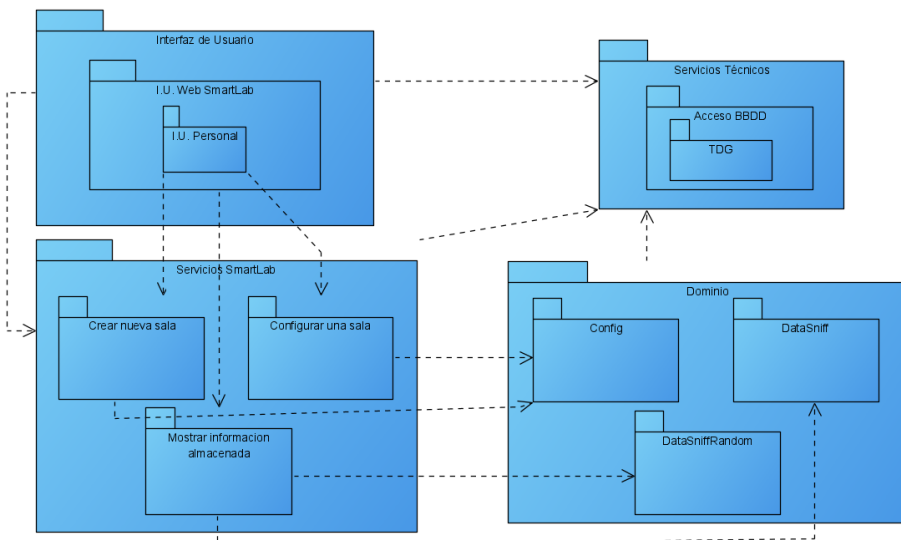 Interfaz de Usuario
I.U. Web SmartLab
I.U. Personal
Servicios Técnicos
Acceso BBDD
TDG
Servicios SmartLab
Crear nueva sala
Configurar una sala
Mostrar informacion
almacenada
Dominio
Config
DataSniff
DataSniffRandom